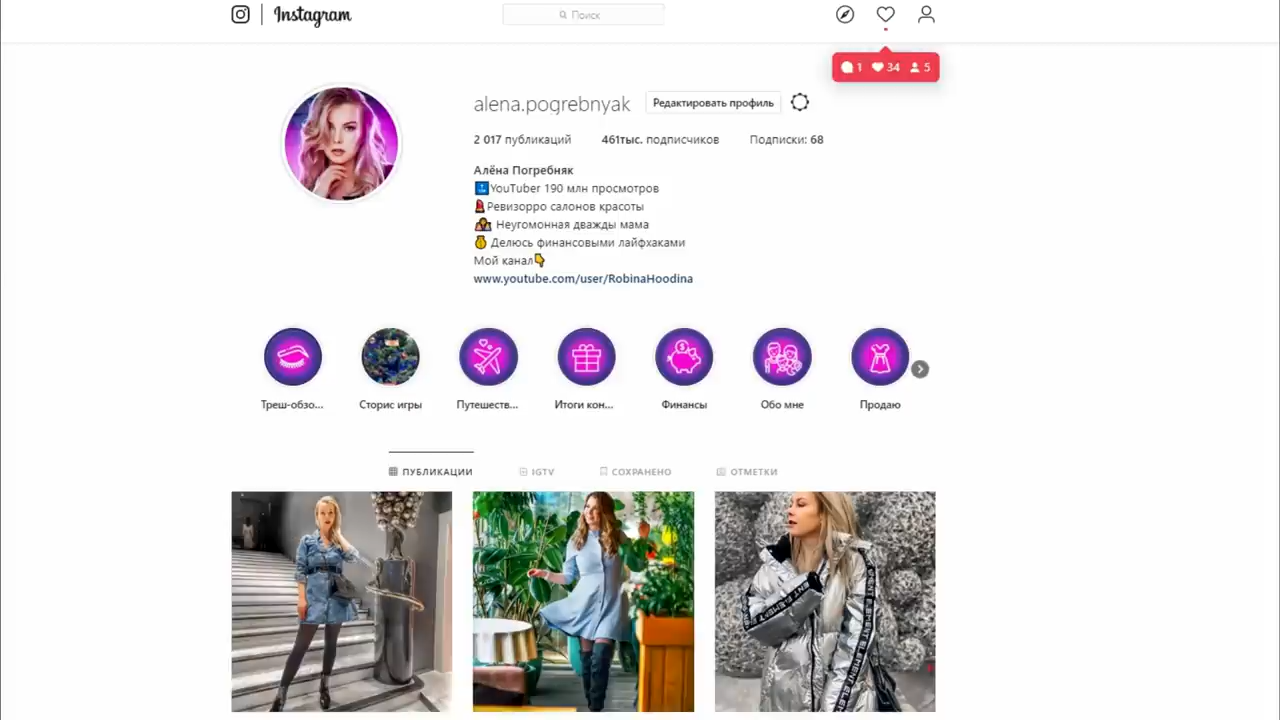 Instagram
Поиск
1 34 5
alena.pogrebnyak Редактировать профиль
2 017 публикаций 461тыс. подписчиков Подписки: 68
Алёна Погребняк
YouTuber 190 млн просмотров
Ревизорро салонов красоты
Неугомонная дважды мама
Делюсь финансовыми лайфхаками
Мой канал
www.youtube.com/user/RobinaHoodina
Треш-обзо... Сторис игры Путешеств... Итоги кон... Финансы Обо мне Продаю
ПУБЛИКАЦИИ IGTV СОХРАНЕНО ОТМЕТКИ